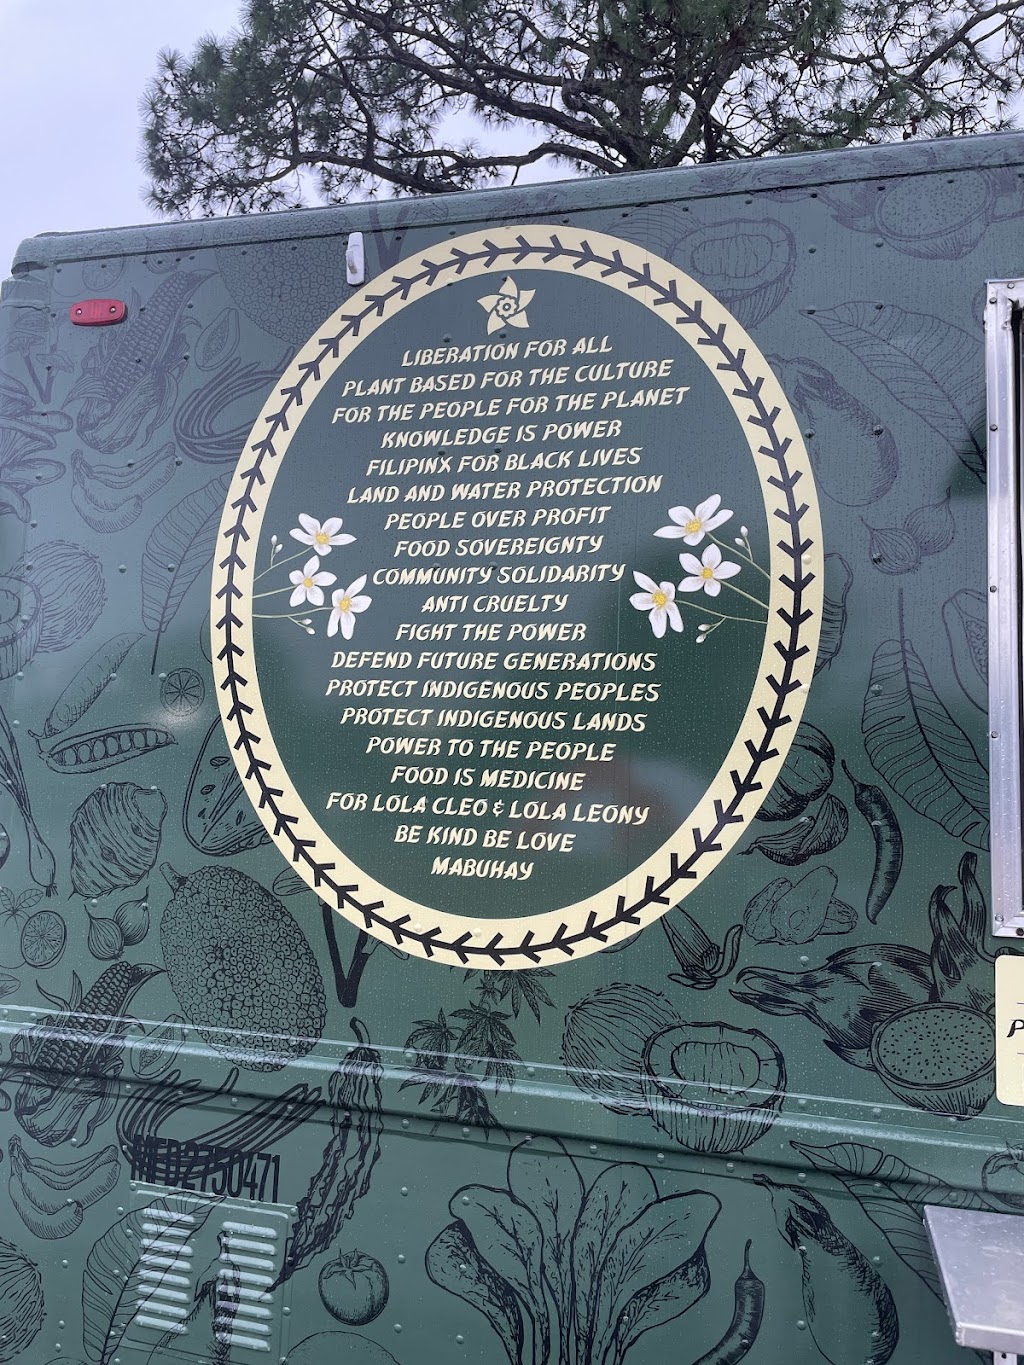 LIBERATION FOR ALL
PLANT BASED FOR THE CULTURE
FOR THE PEOPLE FOR THE PLANET
KNOWLEDGE IS POWER
FILIPINX FOR BLACK LIVES
LAND AND WATER PROTECTION
PEOPLE OVER PROFIT
FOOD SOVEREIGNTY
COMMUNITY SOLIDARITY
ANTI CRUELTY
FIGHT THE POWER
DEFEND FUTURE GENERATIONS
PROTECT INDIGENOUS PEOPLES
PROTECT INDIGENOUS LANDS
POWER TO THE PEOPLE
FOOD IS MEDICINE
FOR LOLA CLEO & LOLA LEONY
BE KIND BE LOVE
MABUHAY
MFD2750471